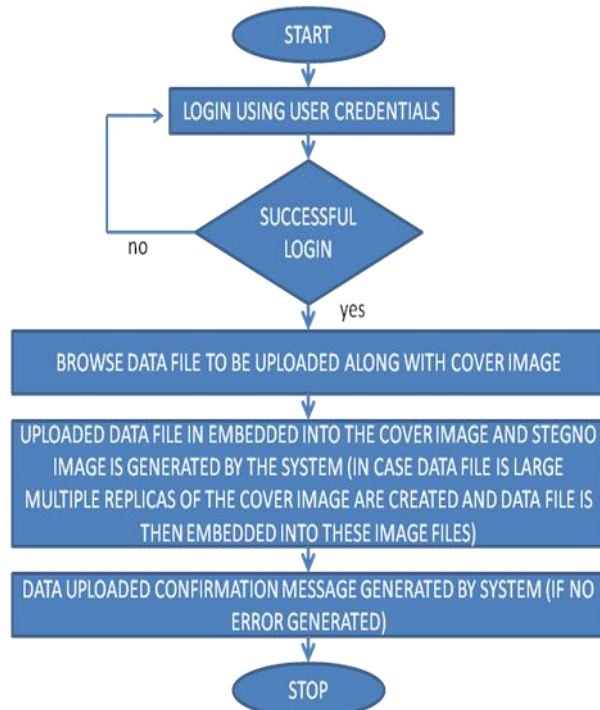 START
LOGIN USING USER CREDENTIALS
SUCCESSFUL
LOGIN
no
yes
BROWSE DATA FILE TO BE UPLOADED ALONG WITH COVER IMAGE
UPLOADED DATA FILE IN EMBEDDED INTO THE COVER IMAGE AND STEGNO
IMAGE IS GENERATED BY THE SYSTEM (IN CASE DATA FILE IS LARGE
MULTIPLE REPLICAS OF THE COVER IMAGE ARE CREATED AND DATA FILE IS
THEN EMBEDDED INTO THESE IMAGE FILES)
DATA UPLOADED CONFIRMATION MESSAGE GENERATED BY SYSTEM (IF NO
ERROR GENERATED)
STOP